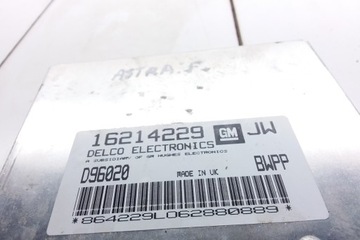 ASTRA F.
16214229 GM JW
DELCO ELECTRONICS
A SUBSIDIARY OF GM HUGHES ELECTRONICS
D96020 MADE IN UK BWPP
*864229L062880889*